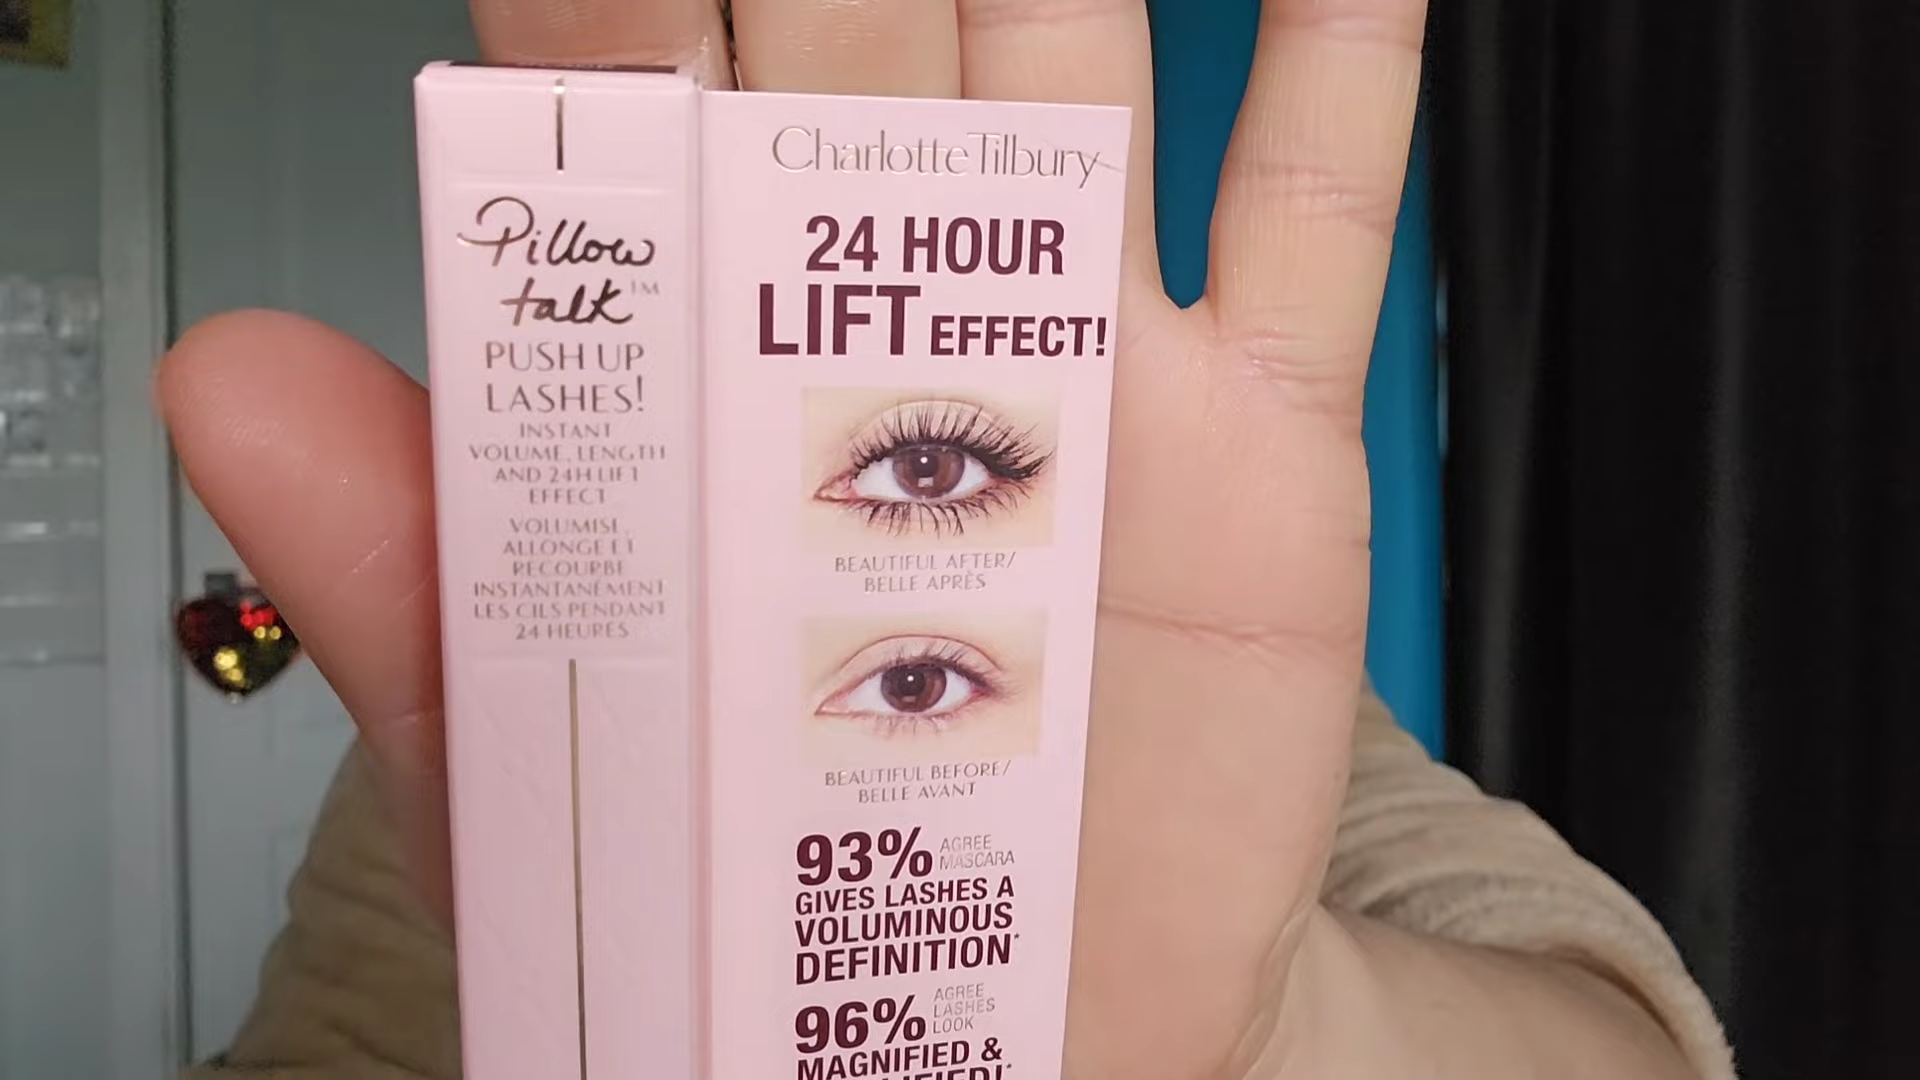 Pillow
talk™
PUSH UP
LASHES!
INSTANT
VOLUME, LENGTH
AND 24H LIFT
EFFECT
VOLUMISE,
ALLONGE ET
RECOURBE
INSTANTANÉMENT
LES CILS PENDANT
24 HEURES
Charlotte Tilbury
24 HOUR
LIFT EFFECT!
BEAUTIFUL AFTER/
BELLE APRÈS
BEAUTIFUL BEFORE/
BELLE AVANT
93% AGREE
MASCARA
GIVES LASHES A
VOLUMINOUS
DEFINITION*
96% AGREE
LASHES
LOOK
MAGNIFIED &